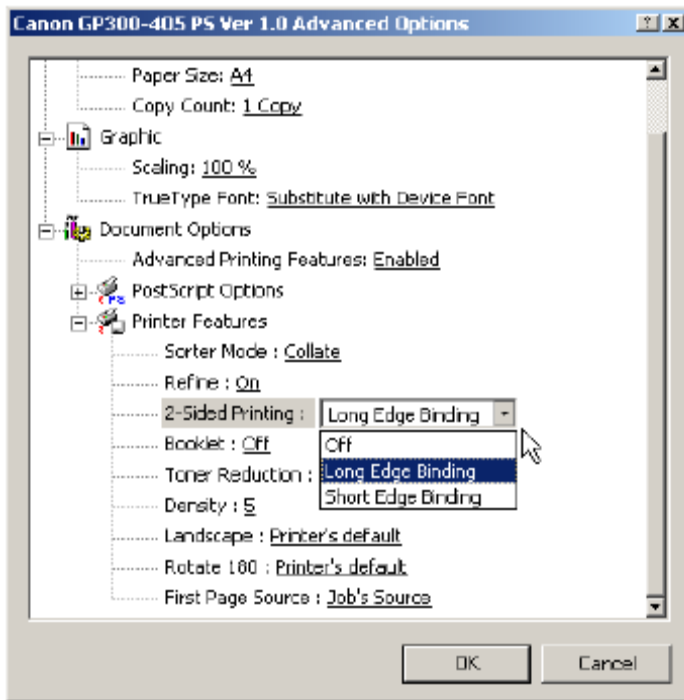 Canon GP300-405 PS Ver 1.0 Advanced Options
Paper Size: A4
Copy Count: 1 Copy
Graphic
Scaling: 100 %
TrueType Font: Substitute with Device Font
Document Options
Advanced Printing Features: Enabled
PostScript Options
Printer Features
Sorter Mode : Collate
Refine : On
2-Sided Printing : Long Edge Binding
Booklet : Off
Off
Toner Reduction : Long Edge Binding
Short Edge Binding
Density : 5
Landscape : Printer's default
Rotate 180 : Printer's default
First Page Source : Job's Source
OK Cancel